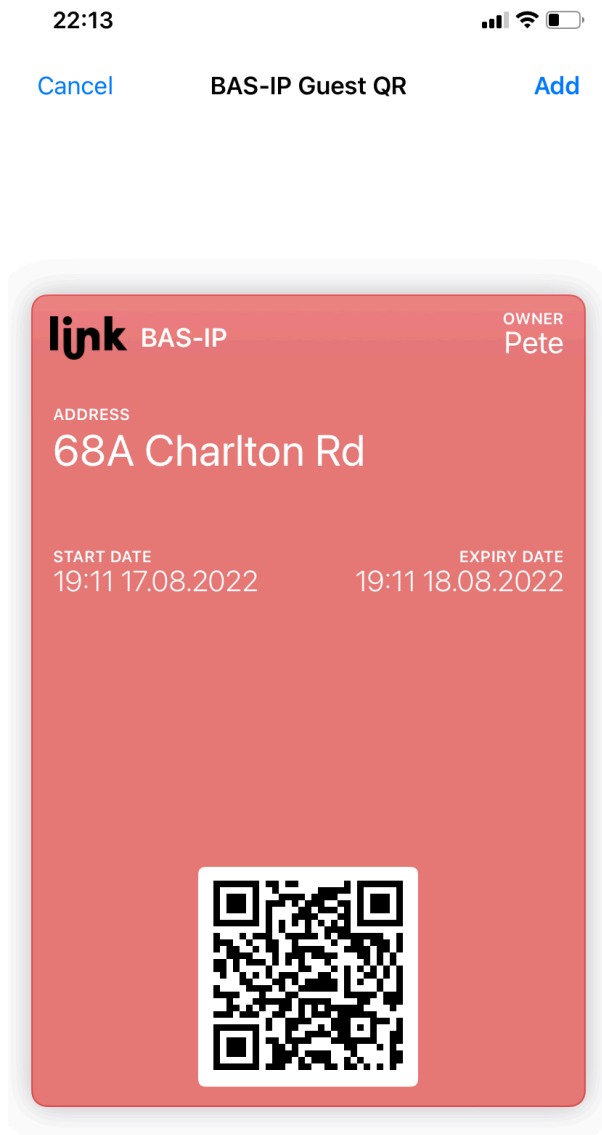 22:13
Cancel BAS-IP Guest QR Add
link BAS-IP
OWNER
Pete
ADDRESS
68A Charlton Rd
START DATE EXPIRY DATE
19:11 17.08.2022 19:11 18.08.2022